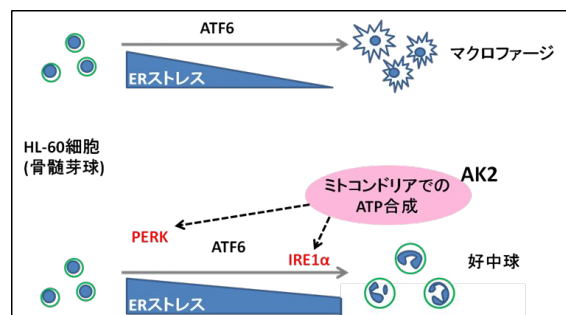 ATF6
ERストレス
マクロファージ
HL-60細胞
(骨髄芽球)
ミトコンドリアでの
ATP合成
AK2
PERK
ATF6
IRE1α
好中球
ERストレス